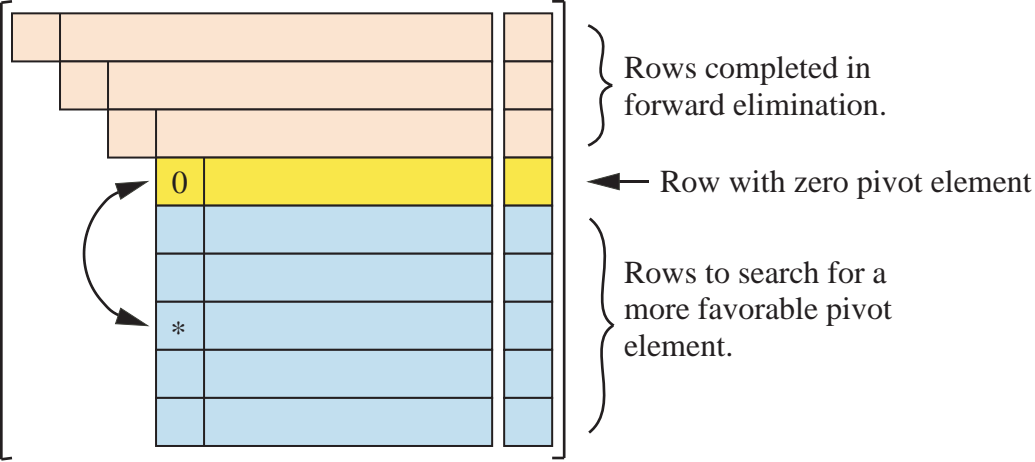 Rows completed in
forward elimination.
0
Row with zero pivot element
Rows to search for a
more favorable pivot
element.
*